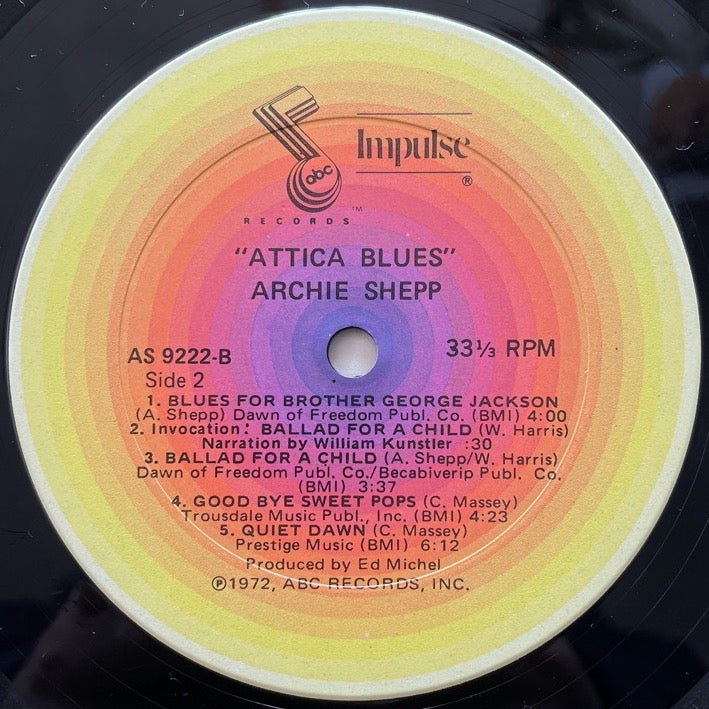 abc
RECORDS™
Impulse
®
"ATTICA BLUES"
ARCHIE SHEPP
AS 9222-B
33⅓ RPM
Side 2
1. BLUES FOR BROTHER GEORGE JACKSON
(A. Shepp) Dawn of Freedom Publ. Co. (BMI) 4:00
2. Invocation: BALLAD FOR A CHILD (W. Harris)
Narration by William Kunstler :30
3. BALLAD FOR A CHILD (A. Shepp/W. Harris)
Dawn of Freedom Publ. Co./Becabiverip Publ. Co.
(BMI) 3:37
4. GOOD BYE SWEET POPS (C. Massey)
Trousdale Music Publ., Inc. (BMI) 4:23
5. QUIET DAWN (C. Massey)
Prestige Music (BMI) 6:12
Produced by Ed Michel
℗1972, ABC RECORDS, INC.